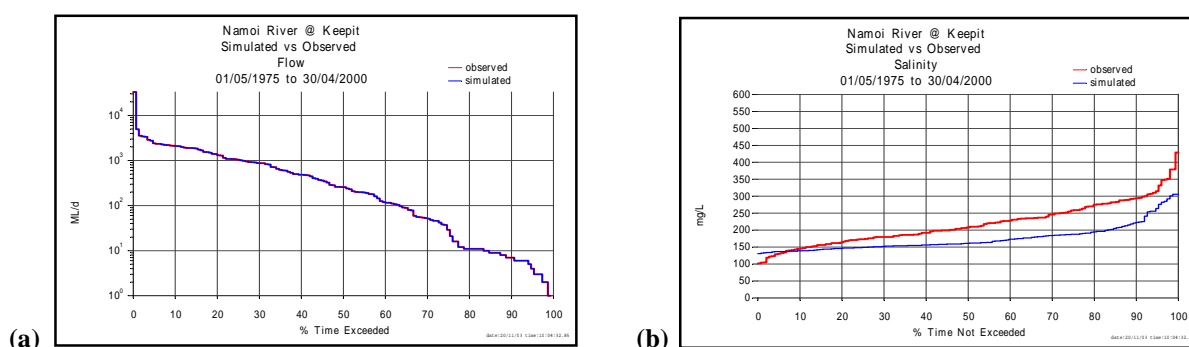 Namoi River @ Keepit
Simulated vs Observed
Flow
01/05/1975 to 30/04/2000
observed
simulated
10⁴
10³
10²
10¹
10⁰
ML/d
0 10 20 30 40 50 60 70 80 90 100
% Time Exceeded
(a)
Namoi River @ Keepit
Simulated vs Observed
Salinity
01/05/1975 to 30/04/2000
observed
simulated
600
550
500
450
400
350
300
250
200
150
100
50
0
mg/L
0 10 20 30 40 50 60 70 80 90 100
% Time Not Exceeded
(b)